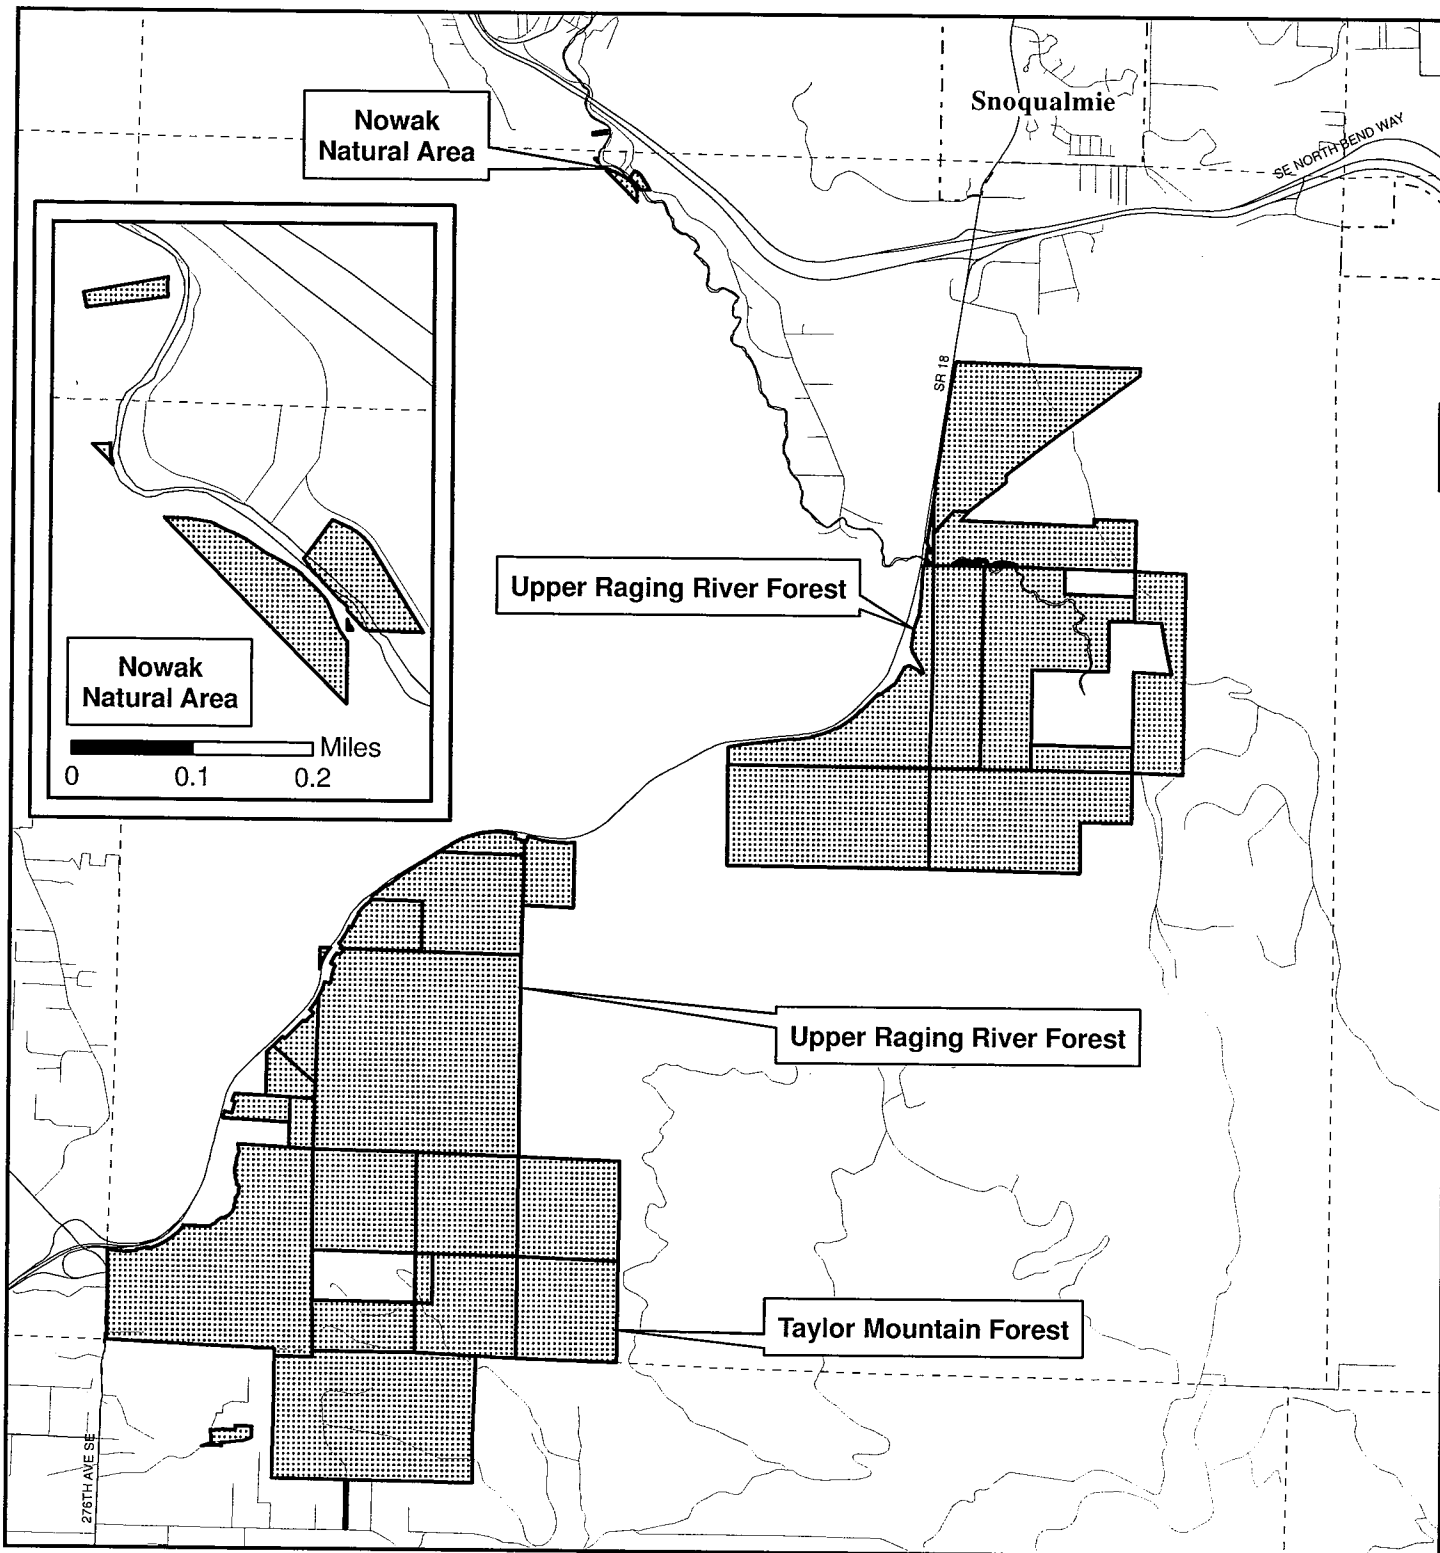 Snoqualmie
Nowak
Natural Area
SE NORTH BEND WAY
SR 18
Upper Raging River Forest
Nowak
Natural Area
Miles
0 0.1 0.2
Upper Raging River Forest
Taylor Mountain Forest
276TH AVE SE